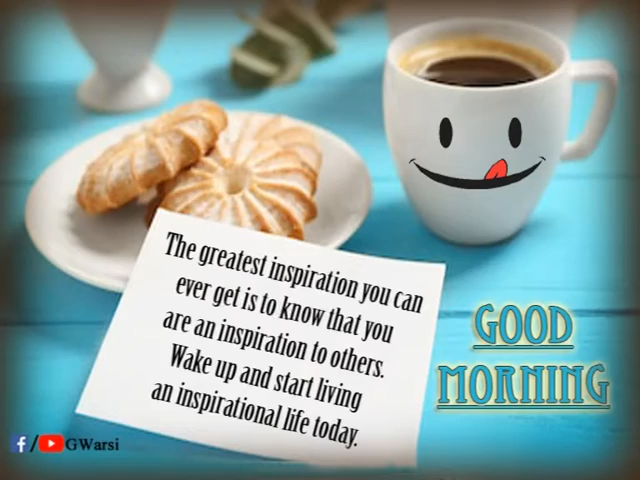 The greatest inspiration you can
ever get is to know that you
are an inspiration to others.
Wake up and start living
an inspirational life today.
GOOD
MORNING
f/GWarsi